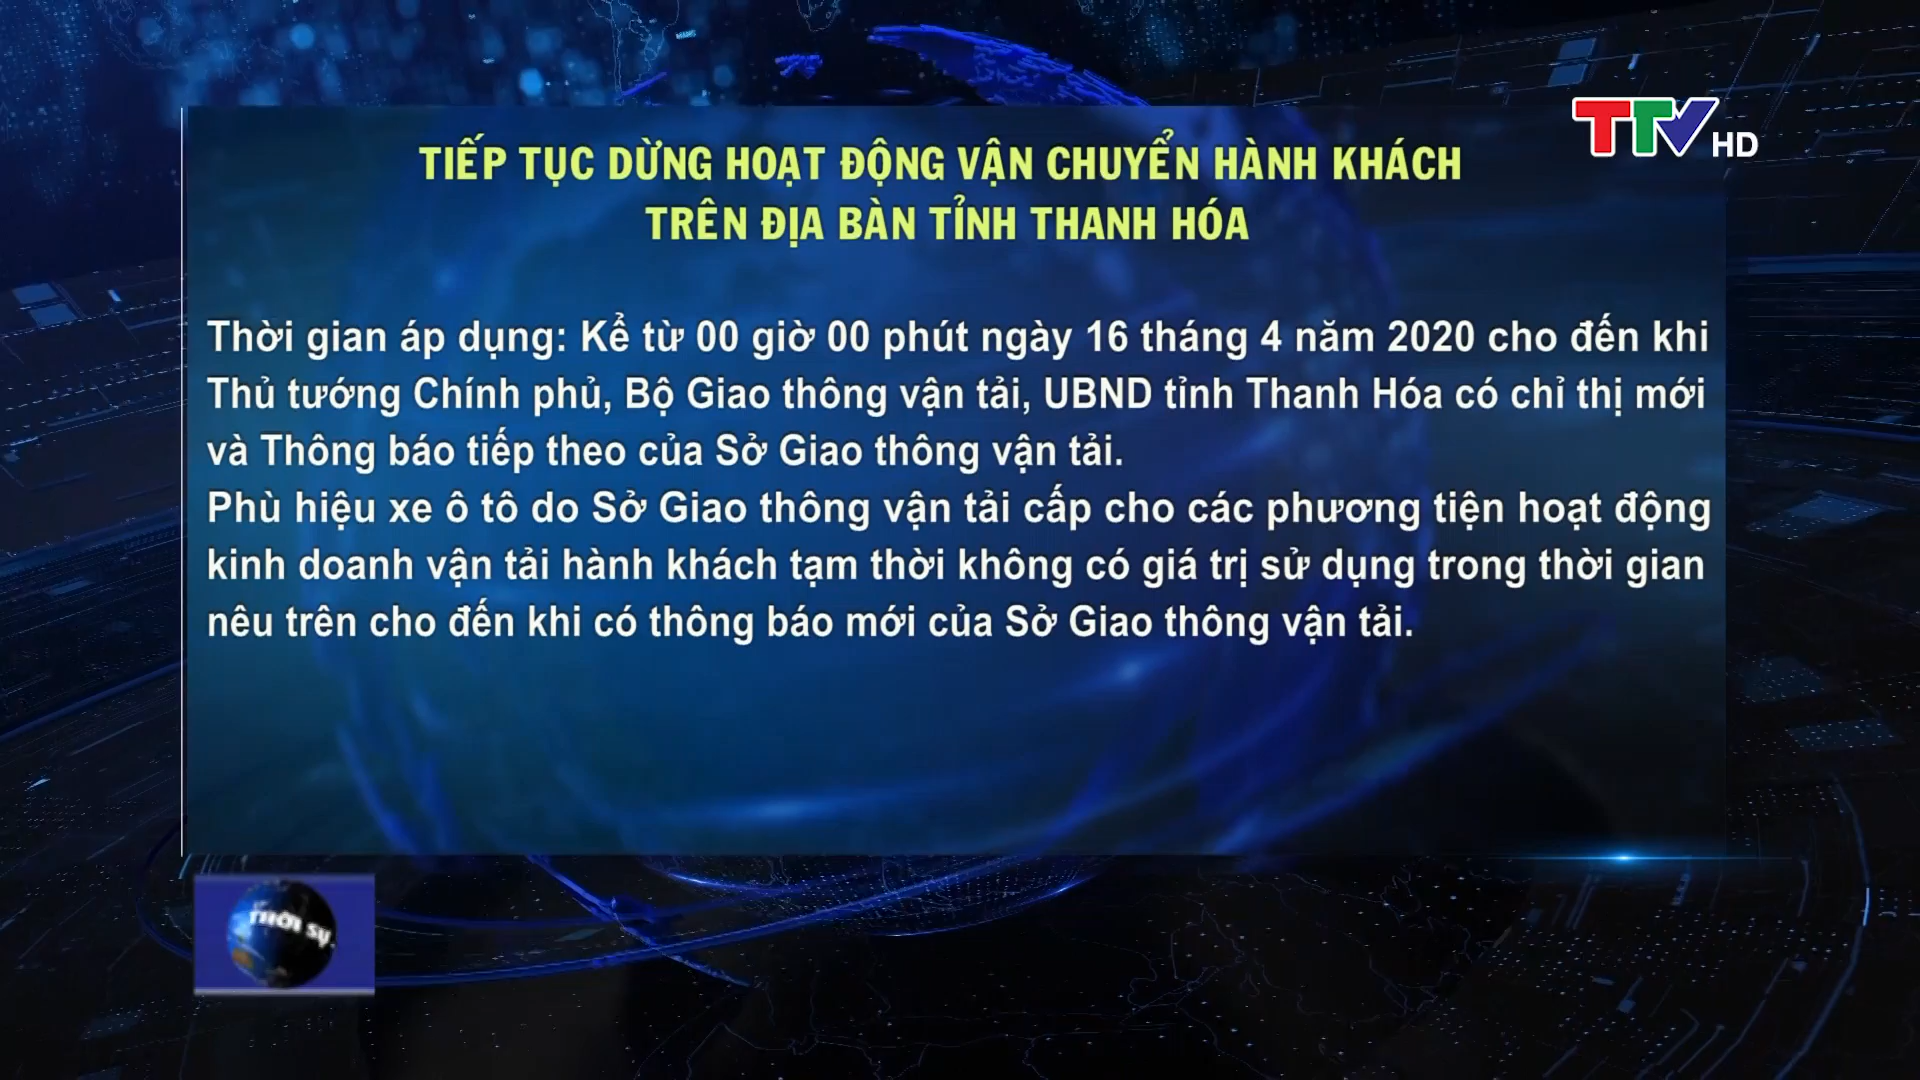 TTV HD
TIẾP TỤC DỪNG HOẠT ĐỘNG VẬN CHUYỂN HÀNH KHÁCH
TRÊN ĐỊA BÀN TỈNH THANH HÓA
Thời gian áp dụng: Kể từ 00 giờ 00 phút ngày 16 tháng 4 năm 2020 cho đến khi
Thủ tướng Chính phủ, Bộ Giao thông vận tải, UBND tỉnh Thanh Hóa có chỉ thị mới
và Thông báo tiếp theo của Sở Giao thông vận tải.
Phù hiệu xe ô tô do Sở Giao thông vận tải cấp cho các phương tiện hoạt động
kinh doanh vận tải hành khách tạm thời không có giá trị sử dụng trong thời gian
nêu trên cho đến khi có thông báo mới của Sở Giao thông vận tải.
THỜI SỰ